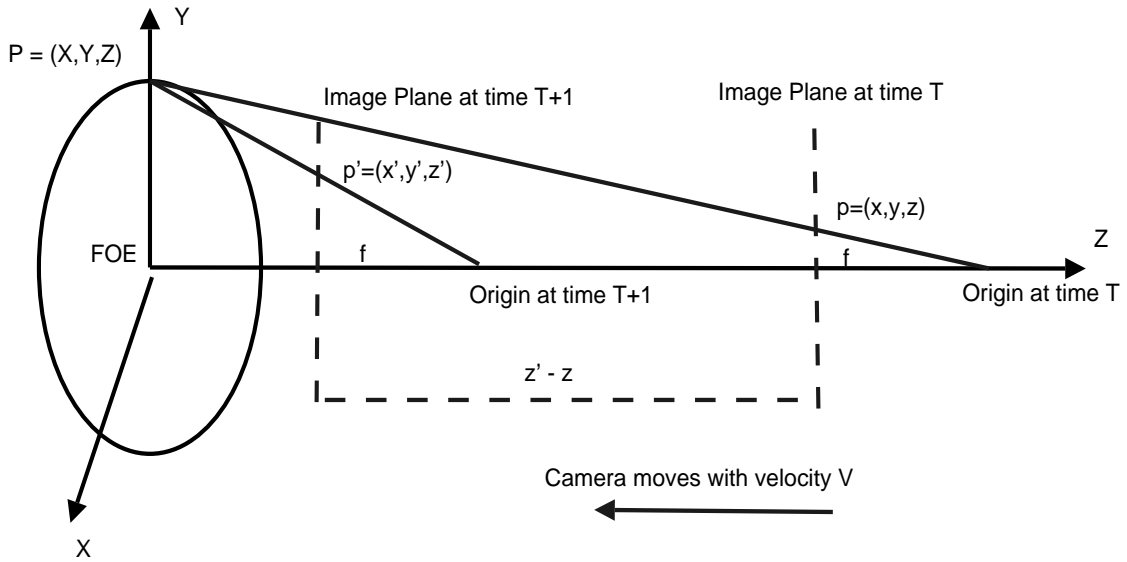 Y
P = (X,Y,Z)
Image Plane at time T+1
Image Plane at time T
p’=(x’,y’,z’)
p=(x,y,z)
FOE
f
f
Z
Origin at time T+1
Origin at time T
z’ - z
Camera moves with velocity V
X